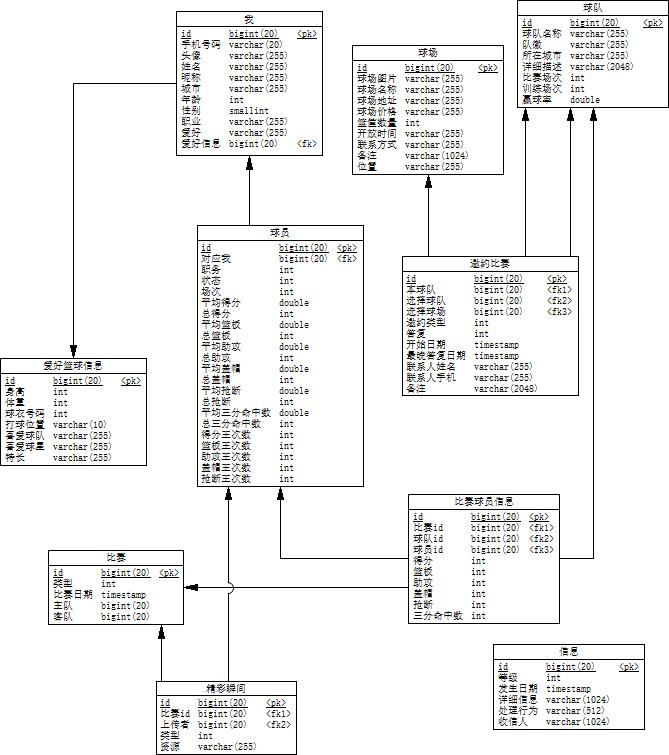 我
id bigint(20) <pk>
手机号码 varchar(20)
头像 varchar(255)
姓名 varchar(255)
昵称 varchar(255)
城市 varchar(255)
年龄 int
性别 smallint
职业 varchar(255)
爱好 varchar(255)
爱好信息 bigint(20) <fk>
球场
id bigint(20) <pk>
球场图片 varchar(255)
球场名称 varchar(255)
球场地址 varchar(255)
球场价格 varchar(255)
篮筐数量 int
开放时间 varchar(255)
联系方式 varchar(255)
备注 varchar(1024)
位置 varchar(255)
球队
id bigint(20) <pk>
球队名称 varchar(255)
队徽 varchar(255)
所在城市 varchar(255)
详细描述 varchar(2048)
比赛场次 int
训练场次 int
赢球率 double
球员
id bigint(20) <pk>
对应我 bigint(20) <fk>
职务 int
状态 int
场次 int
平均得分 double
总得分 int
平均篮板 double
总篮板 int
平均助攻 double
总助攻 int
平均盖帽 double
总盖帽 int
平均抢断 double
总抢断 int
平均三分命中数 double
总三分命中数 int
得分王次数 int
篮板王次数 int
助攻王次数 int
盖帽王次数 int
抢断王次数 int
邀约比赛
id bigint(20) <pk>
本球队 bigint(20) <fk1>
选择球队 bigint(20) <fk2>
选择球场 bigint(20) <fk3>
邀约类型 int
答复 int
开始日期 timestamp
最晚答复日期 timestamp
联系人姓名 varchar(255)
联系人手机 varchar(255)
备注 varchar(2048)
爱好篮球信息
id bigint(20) <pk>
身高 int
体重 int
球衣号码 int
打球位置 varchar(10)
喜爱球队 varchar(255)
喜爱球星 varchar(255)
特长 varchar(255)
比赛球员信息
id bigint(20) <pk>
比赛id bigint(20) <fk1>
球队id bigint(20) <fk2>
球员id bigint(20) <fk3>
得分 int
篮板 int
助攻 int
盖帽 int
抢断 int
三分命中数 int
比赛
id bigint(20) <pk>
类型 int
比赛日期 timestamp
主队 bigint(20)
客队 bigint(20)
信息
id bigint(20) <pk>
等级 int
发生日期 timestamp
详细信息 varchar(1024)
处理行为 varchar(512)
收信人 varchar(1024)
精彩瞬间
id bigint(20) <pk>
比赛id bigint(20) <fk1>
上传者 bigint(20) <fk2>
类型 int
资源 varchar(255)